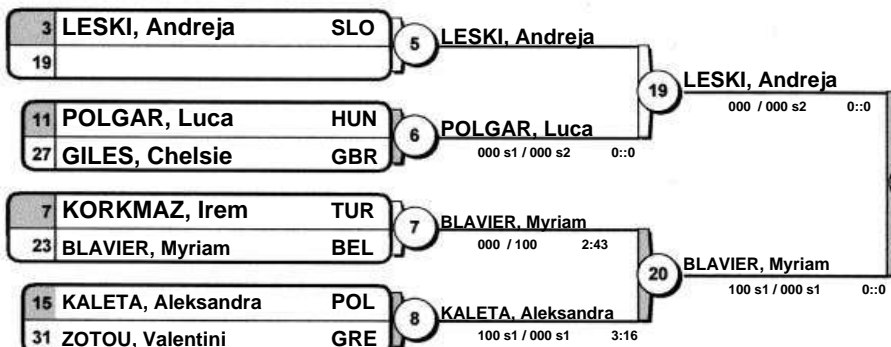 3 LESKI, Andreja SLO
19
5
LESKI, Andreja
11 POLGAR, Luca HUN
27 GILES, Chelsie GBR
6
POLGAR, Luca
000 s1 / 000 s2 0::0
19
LESKI, Andreja
000 / 000 s2 0::0
7 KORKMAZ, Irem TUR
23 BLAVIER, Myriam BEL
7
BLAVIER, Myriam
000 / 100 2:43
15 KALETA, Aleksandra POL
31 ZOTOU, Valentini GRE
8
KALETA, Aleksandra
100 s1 / 000 s1 3:16
20
BLAVIER, Myriam
100 s1 / 000 s1 0::0